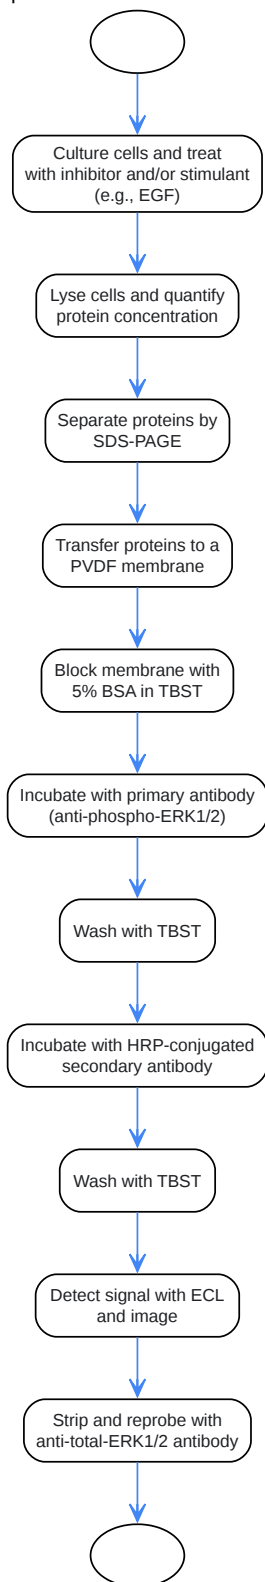 Culture cells and treat
with inhibitor and/or stimulant
(e.g., EGF)
Lyse cells and quantify
protein concentration
Separate proteins by
SDS-PAGE
Transfer proteins to a
PVDF membrane
Block membrane with
5% BSA in TBST
Incubate with primary antibody
(anti-phospho-ERK1/2)
Wash with TBST
Incubate with HRP-conjugated
secondary antibody
Wash with TBST
Detect signal with ECL
and image
Strip and reprobe with
anti-total-ERK1/2 antibody